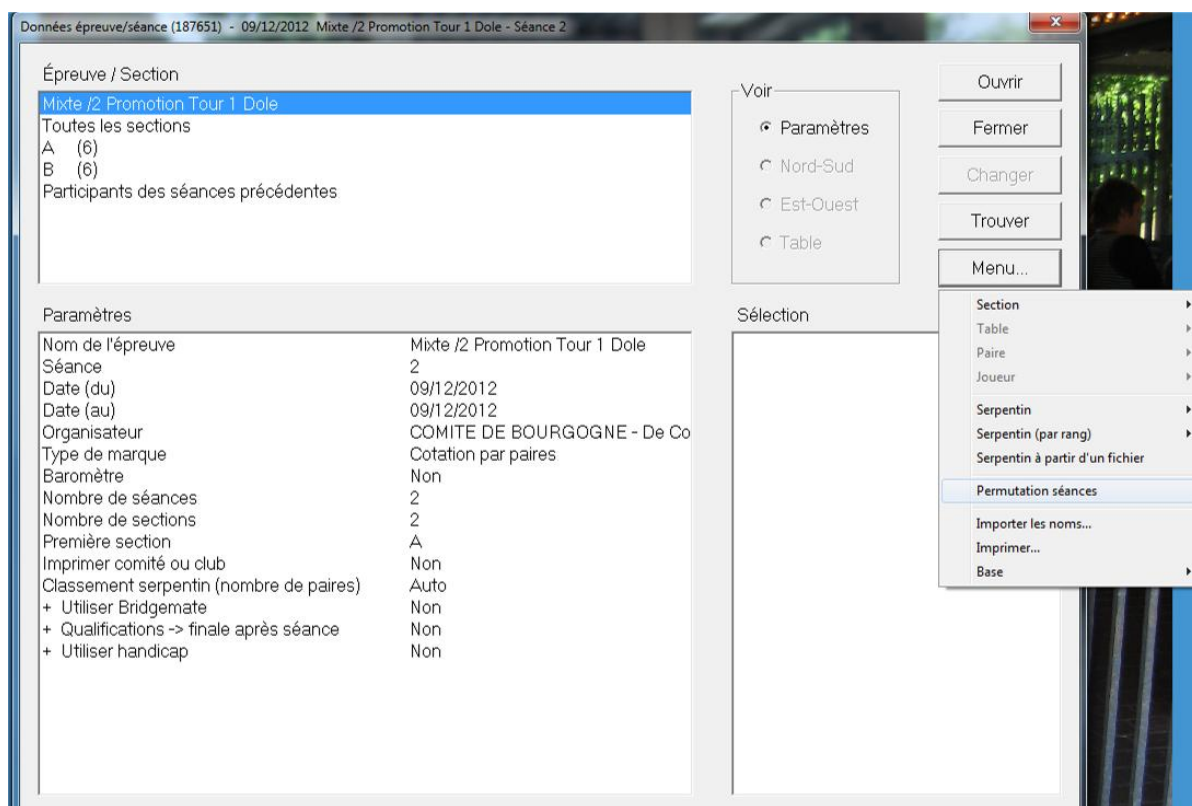 Données épreuve/séance (187651) - 09/12/2012 Mixte /2 Promotion Tour 1 Dole - Séance 2
Épreuve / Section
Mixte /2 Promotion Tour 1 Dole
Toutes les sections
A (6)
B (6)
Participants des séances précédentes
Voir
Paramètres
Nord-Sud
Est-Ouest
Table
Ouvrir
Fermer
Changer
Trouver
Menu...
Section
Table
Paire
Joueur
Serpentin
Serpentin (par rang)
Serpentin à partir d'un fichier
Permutation séances
Importer les noms...
Imprimer...
Base
Paramètres
Nom de l'épreuve Mixte /2 Promotion Tour 1 Dole
Séance 2
Date (du) 09/12/2012
Date (au) 09/12/2012
Organisateur COMITE DE BOURGOGNE - De Co
Type de marque Cotation par paires
Baromètre Non
Nombre de séances 2
Nombre de sections 2
Première section A
Imprimer comité ou club Non
Classement serpentin (nombre de paires) Auto
+ Utiliser Bridgemate Non
+ Qualifications -> finale après séance Non
+ Utiliser handicap Non
Sélection